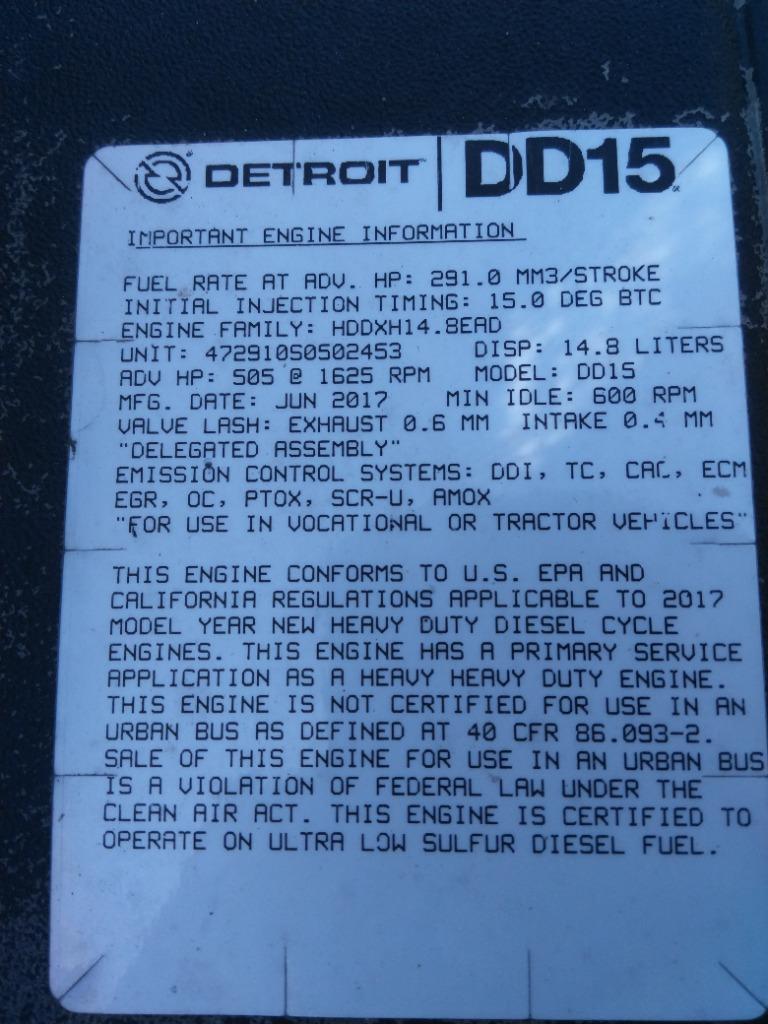 DETROIT DD15
IMPORTANT ENGINE INFORMATION
FUEL RATE AT ADV. HP: 291.0 MM3/STROKE
INITIAL INJECTION TIMING: 15.0 DEG BTC
ENGINE FAMILY: HDDXH14.8EAD
UNIT: 472910S0502453 DISP: 14.8 LITERS
ADV HP: 505 @ 1625 RPM MODEL: DD15
MFG. DATE: JUN 2017 MIN IDLE: 600 RPM
VALVE LASH: EXHAUST 0.6 MM INTAKE 0.4 MM
"DELEGATED ASSEMBLY"
EMISSION CONTROL SYSTEMS: DDI, TC, CAC, ECM
EGR, OC, PTOX, SCR-U, AMOX
"FOR USE IN VOCATIONAL OR TRACTOR VEHICLES"
THIS ENGINE CONFORMS TO U.S. EPA AND
CALIFORNIA REGULATIONS APPLICABLE TO 2017
MODEL YEAR NEW HEAVY DUTY DIESEL CYCLE
ENGINES. THIS ENGINE HAS A PRIMARY SERVICE
APPLICATION AS A HEAVY HEAVY DUTY ENGINE.
THIS ENGINE IS NOT CERTIFIED FOR USE IN AN
URBAN BUS AS DEFINED AT 40 CFR 86.093-2.
SALE OF THIS ENGINE FOR USE IN AN URBAN BUS
IS A VIOLATION OF FEDERAL LAW UNDER THE
CLEAN AIR ACT. THIS ENGINE IS CERTIFIED TO
OPERATE ON ULTRA LOW SULFUR DIESEL FUEL.